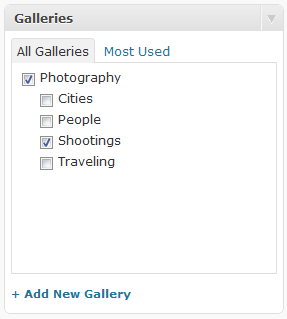 Galleries
All Galleries Most Used
Photography
Cities
People
Shootings
Traveling
+ Add New Gallery